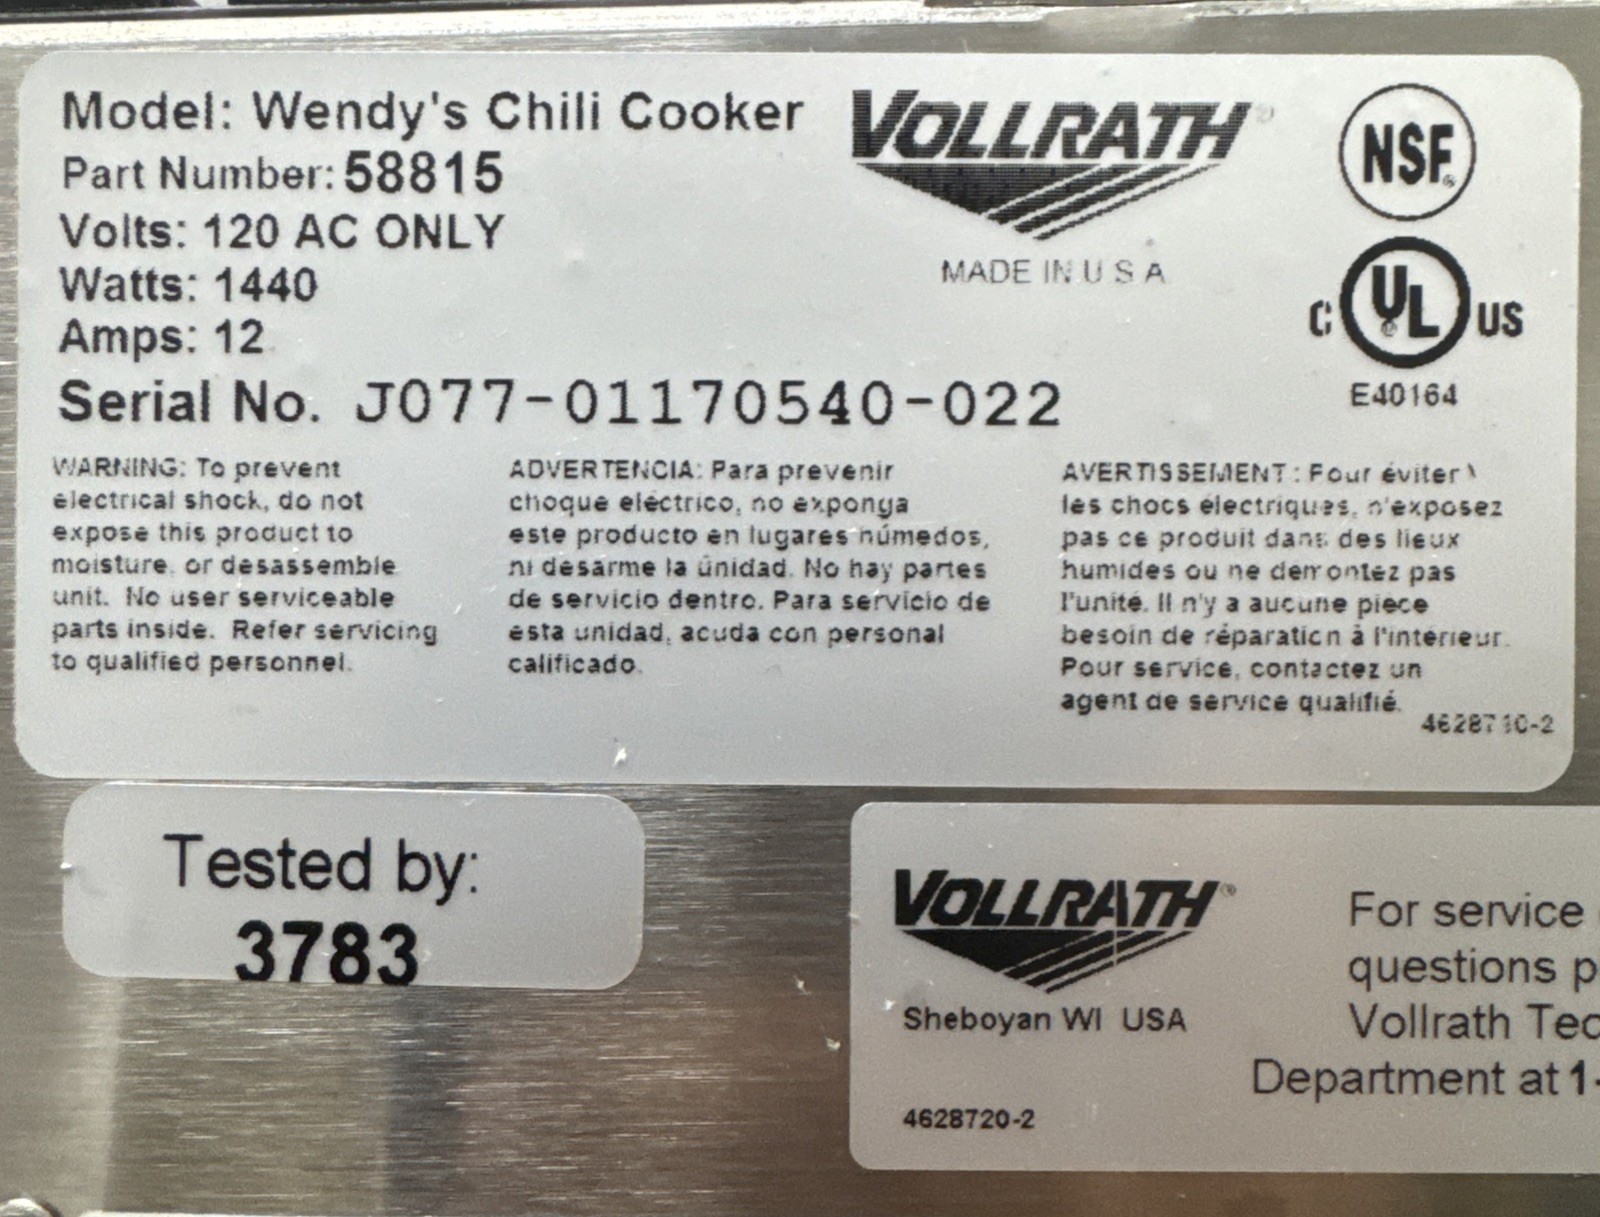 Model: Wendy's Chili Cooker
Part Number: 58815
Volts: 120 AC ONLY
Watts: 1440
Amps: 12
Serial No. J077-01170540-022
VOLLRATH®
MADE IN U S A
NSF®
C UL® US
E40164
WARNING: To prevent
electrical shock, do not
expose this product to
moisture, or desassemble
unit. No user serviceable
parts inside. Refer servicing
to qualified personnel.
ADVERTENCIA: Para prevenir
choque eléctrico, no exponga
este producto en lugares húmedos,
ni desarme la únidad. No hay partes
de servicio dentro. Para servicio de
esta unidad, acuda con personal
calificado.
AVERTISSEMENT: Pour éviter
les chocs électriques, n'exposez
pas ce produit dans des lieux
humides ou ne demontez pas
l'unité. Il n'y a aucune piece
besoin de réparation à l'intérieur.
Pour service, contactez un
agent de service qualifié.
4628710-2
Tested by:
3783
VOLLRATH®
Sheboyan WI USA
4628720-2
For service
questions p
Vollrath Tec
Department at 1-